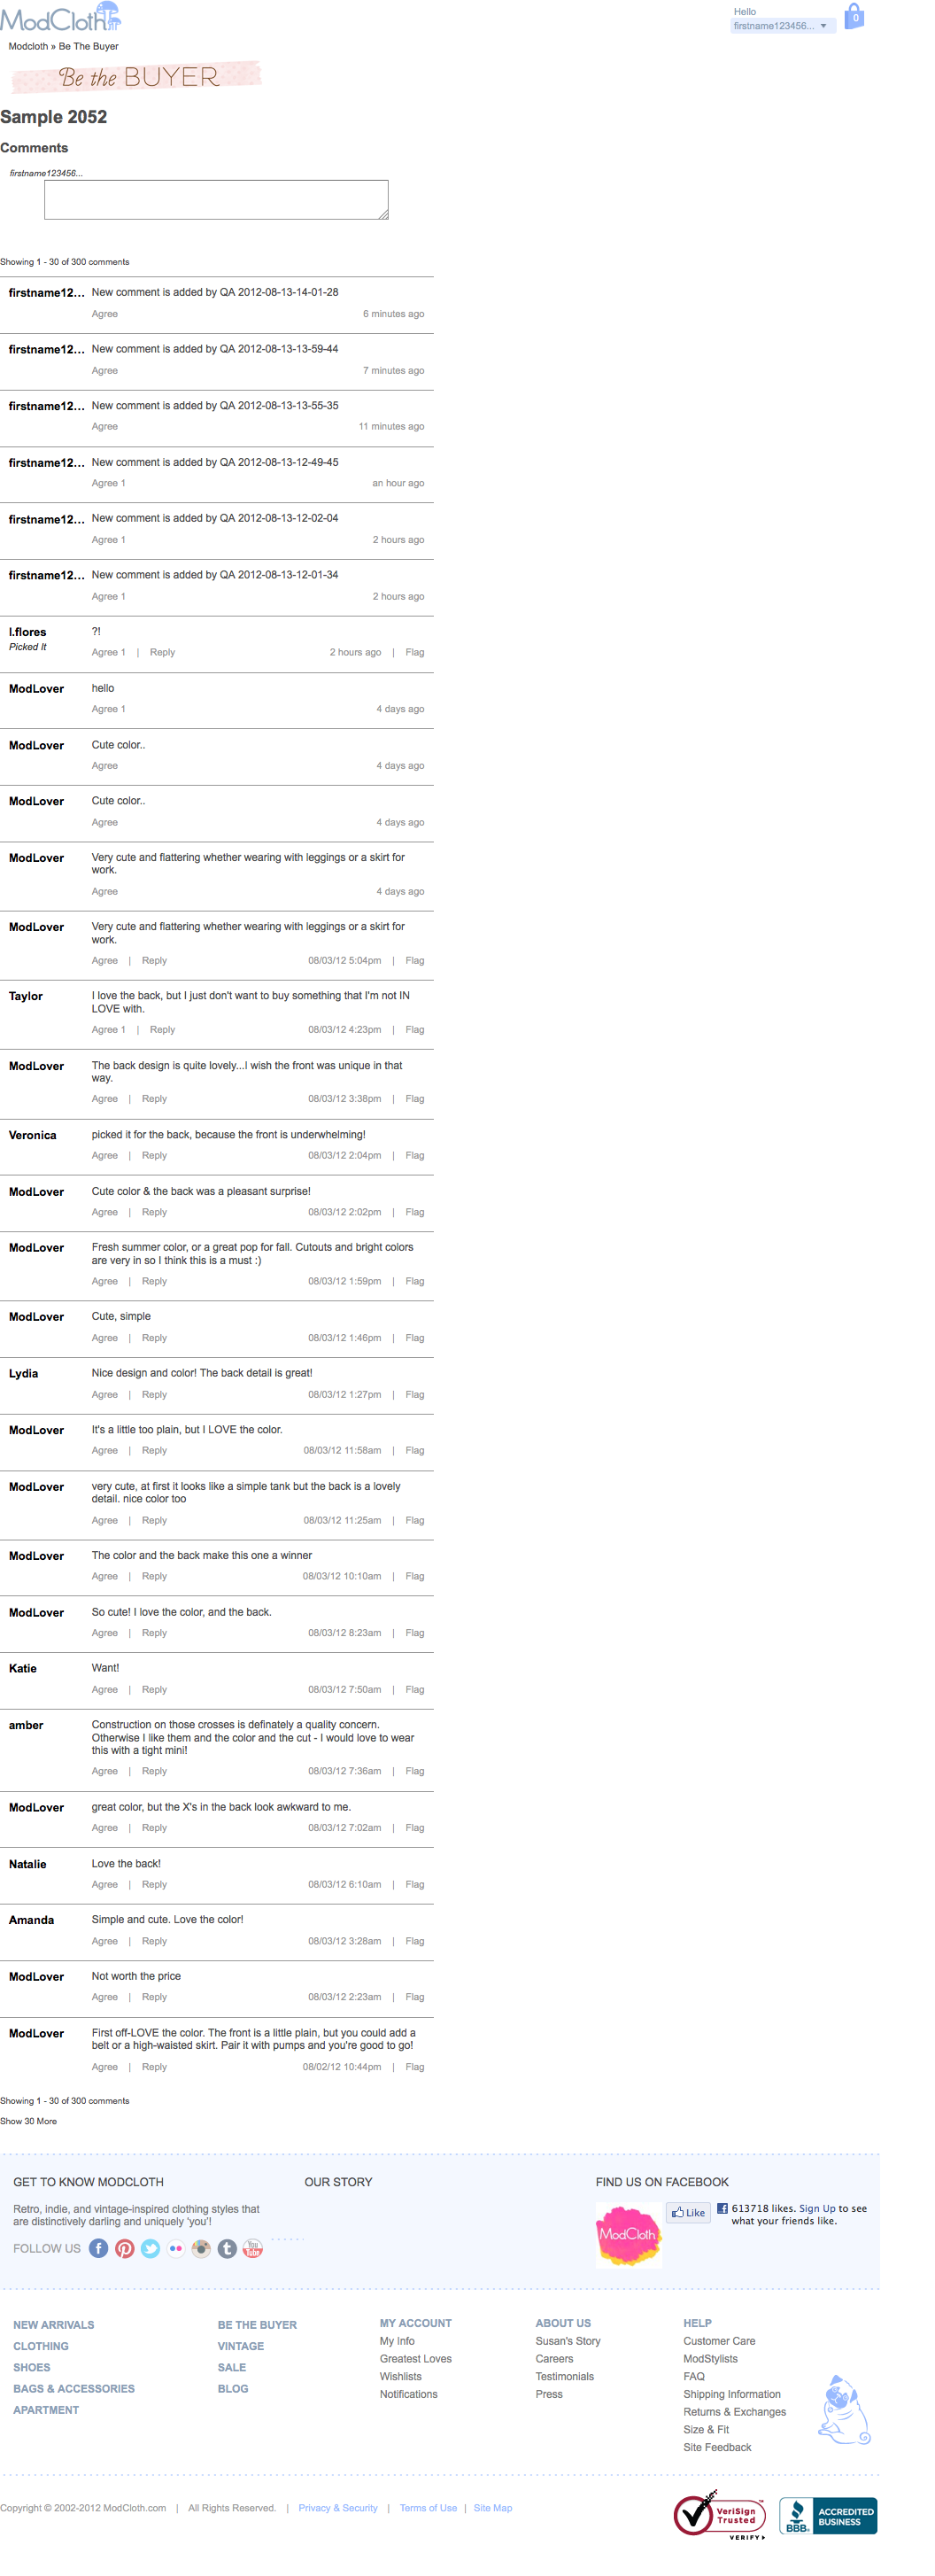 ModCloth
Hello
firstname123456...
0
Modcloth » Be The Buyer
Be the BUYER
Sample 2052
Comments
firstname123456...
Showing 1 - 30 of 300 comments
firstname12... New comment is added by QA 2012-08-13-14-01-28
Agree 6 minutes ago
firstname12... New comment is added by QA 2012-08-13-13-59-44
Agree 7 minutes ago
firstname12... New comment is added by QA 2012-08-13-13-55-35
Agree 11 minutes ago
firstname12... New comment is added by QA 2012-08-13-12-49-45
Agree 1 an hour ago
firstname12... New comment is added by QA 2012-08-13-12-02-04
Agree 1 2 hours ago
firstname12... New comment is added by QA 2012-08-13-12-01-34
Agree 1 2 hours ago
l.flores ?!
Picked It
Agree 1 | Reply 2 hours ago | Flag
ModLover hello
Agree 1 4 days ago
ModLover Cute color..
Agree 4 days ago
ModLover Cute color..
Agree 4 days ago
ModLover Very cute and flattering whether wearing with leggings or a skirt for
work.
Agree 4 days ago
ModLover Very cute and flattering whether wearing with leggings or a skirt for
work.
Agree | Reply 08/03/12 5:04pm | Flag
Taylor I love the back, but I just don't want to buy something that I'm not IN
LOVE with.
Agree 1 | Reply 08/03/12 4:23pm | Flag
ModLover The back design is quite lovely...I wish the front was unique in that
way.
Agree | Reply 08/03/12 3:38pm | Flag
Veronica picked it for the back, because the front is underwhelming!
Agree | Reply 08/03/12 2:04pm | Flag
ModLover Cute color & the back was a pleasant surprise!
Agree | Reply 08/03/12 2:02pm | Flag
ModLover Fresh summer color, or a great pop for fall. Cutouts and bright colors
are very in so I think this is a must :)
Agree | Reply 08/03/12 1:59pm | Flag
ModLover Cute, simple
Agree | Reply 08/03/12 1:46pm | Flag
Lydia Nice design and color! The back detail is great!
Agree | Reply 08/03/12 1:27pm | Flag
ModLover It's a little too plain, but I LOVE the color.
Agree | Reply 08/03/12 11:58am | Flag
ModLover very cute, at first it looks like a simple tank but the back is a lovely
detail. nice color too
Agree | Reply 08/03/12 11:25am | Flag
ModLover The color and the back make this one a winner
Agree | Reply 08/03/12 10:10am | Flag
ModLover So cute! I love the color, and the back.
Agree | Reply 08/03/12 8:23am | Flag
Katie Want!
Agree | Reply 08/03/12 7:50am | Flag
amber Construction on those crosses is definately a quality concern.
Otherwise I like them and the color and the cut - I would love to wear
this with a tight mini!
Agree | Reply 08/03/12 7:36am | Flag
ModLover great color, but the X's in the back look awkward to me.
Agree | Reply 08/03/12 7:02am | Flag
Natalie Love the back!
Agree | Reply 08/03/12 6:10am | Flag
Amanda Simple and cute. Love the color!
Agree | Reply 08/03/12 3:28am | Flag
ModLover Not worth the price
Agree | Reply 08/03/12 2:23am | Flag
ModLover First off-LOVE the color. The front is a little plain, but you could add a
belt or a high-waisted skirt. Pair it with pumps and you're good to go!
Agree | Reply 08/02/12 10:44pm | Flag
Showing 1 - 30 of 300 comments
Show 30 More
GET TO KNOW MODCLOTH
Retro, indie, and vintage-inspired clothing styles that
are distinctively darling and uniquely 'you'!
FOLLOW US
You Tube
OUR STORY
FIND US ON FACEBOOK
ModCloth
Like
613718 likes. Sign Up to see
what your friends like.
NEW ARRIVALS
CLOTHING
SHOES
BAGS & ACCESSORIES
APARTMENT
BE THE BUYER
VINTAGE
SALE
BLOG
MY ACCOUNT
My Info
Greatest Loves
Wishlists
Notifications
ABOUT US
Susan's Story
Careers
Testimonials
Press
HELP
Customer Care
ModStylists
FAQ
Shipping Information
Returns & Exchanges
Size & Fit
Site Feedback
Copyright © 2002-2012 ModCloth.com | All Rights Reserved. | Privacy & Security | Terms of Use | Site Map
VeriSign
Trusted
VERIFY
BBB.
ACCREDITED
BUSINESS